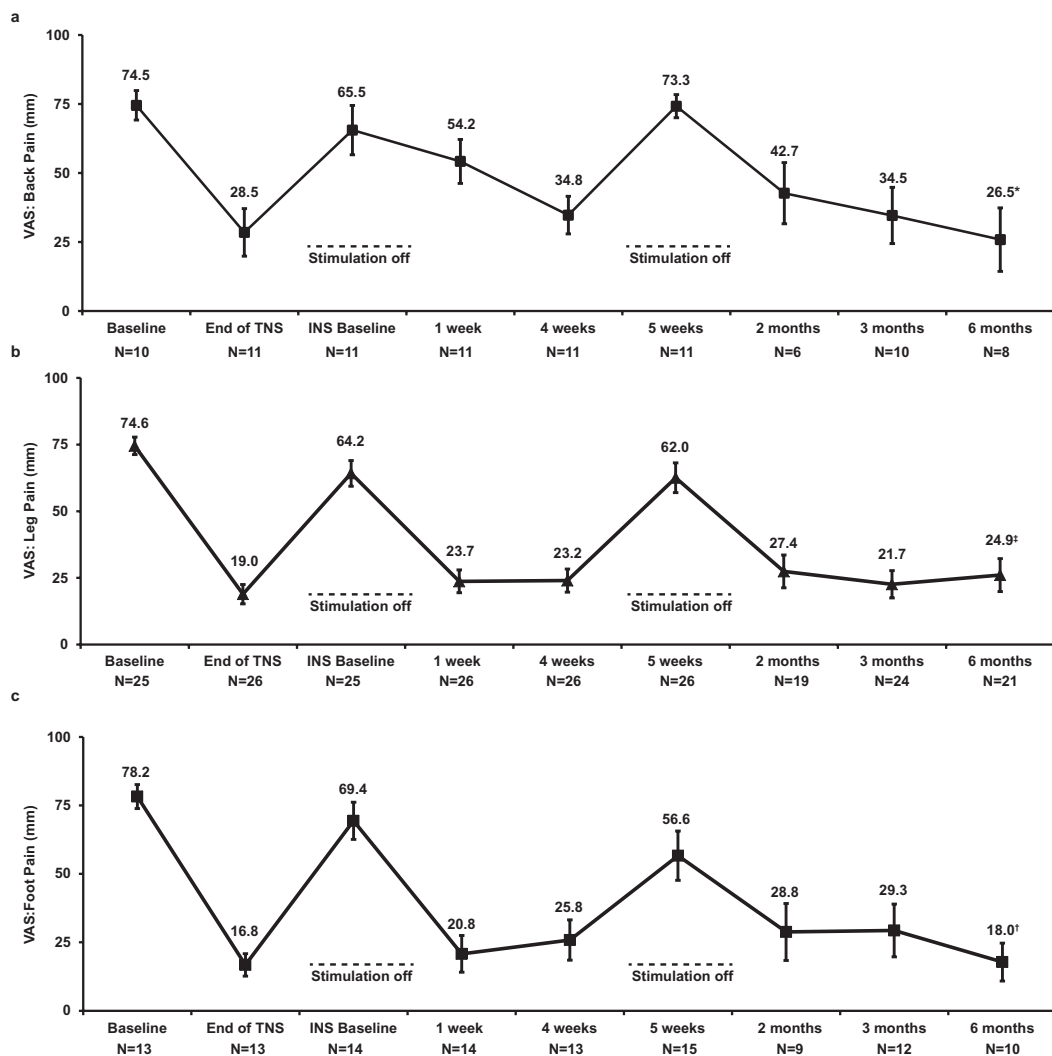 a
100
75
50
25
0
VAS: Back Pain (mm)
74.5
28.5
65.5
54.2
34.8
73.3
42.7
34.5
26.5*
Stimulation off
Stimulation off
Baseline End of TNS INS Baseline 1 week 4 weeks 5 weeks 2 months 3 months 6 months
N=10 N=11 N=11 N=11 N=11 N=11 N=6 N=10 N=8
b
100
75
50
25
0
VAS: Leg Pain (mm)
74.6
19.0
64.2
23.7
23.2
62.0
27.4
21.7
24.9‡
Stimulation off
Stimulation off
Baseline End of TNS INS Baseline 1 week 4 weeks 5 weeks 2 months 3 months 6 months
N=25 N=26 N=25 N=26 N=26 N=26 N=19 N=24 N=21
c
100
75
50
25
0
VAS:Foot Pain (mm)
78.2
16.8
69.4
20.8
25.8
56.6
28.8
29.3
18.0†
Stimulation off
Stimulation off
Baseline End of TNS INS Baseline 1 week 4 weeks 5 weeks 2 months 3 months 6 months
N=13 N=13 N=14 N=14 N=13 N=15 N=9 N=12 N=10